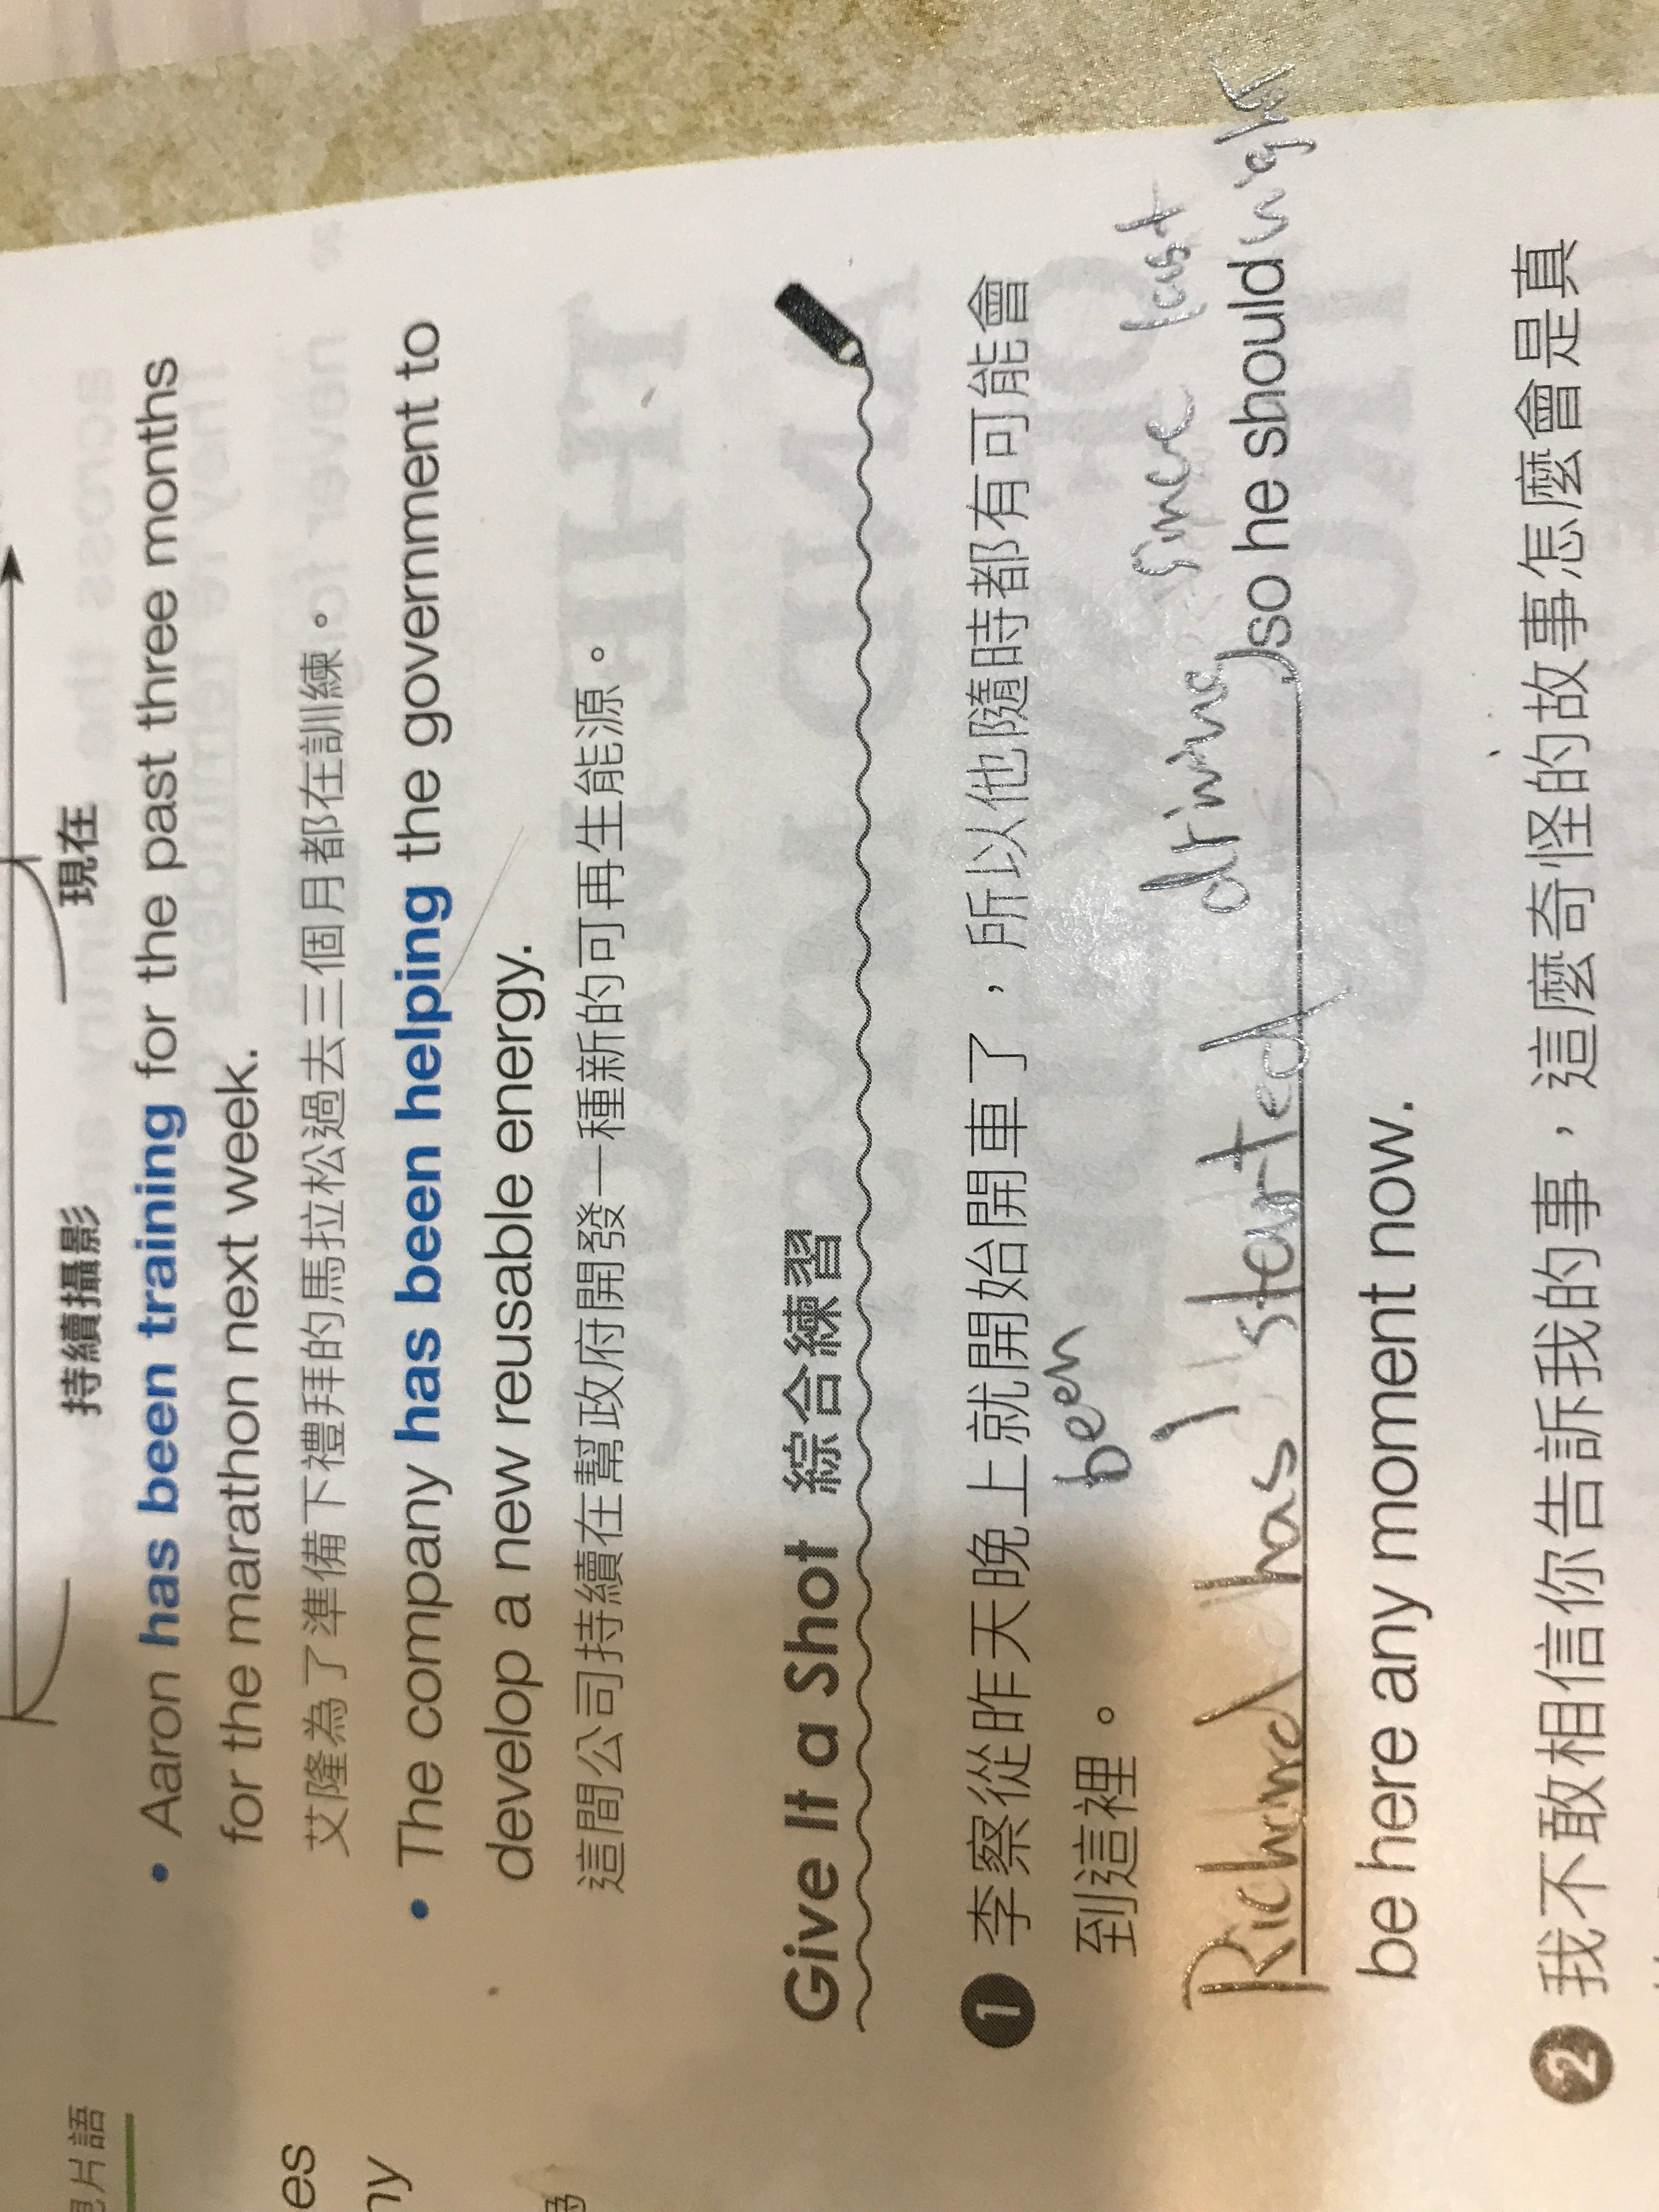 持續攝影
現在
• Aaron has been training for the past three months
for the marathon next week.
艾隆為了準備下禮拜的馬拉松過去三個月都在訓練。
• The company has been helping the government to
develop a new reusable energy.
這間公司持續在幫政府開發一種新的可再生能源。
片語
es
ny
Give It a Shot 綜合練習
1 李察從昨天晚上就開始開車了，所以他隨時都有可能會
到這裡。
been
Richard has started driving since last night
, so he should
be here any moment now.
2 我不敢相信你告訴我的事，這麼奇怪的故事怎麼會是真